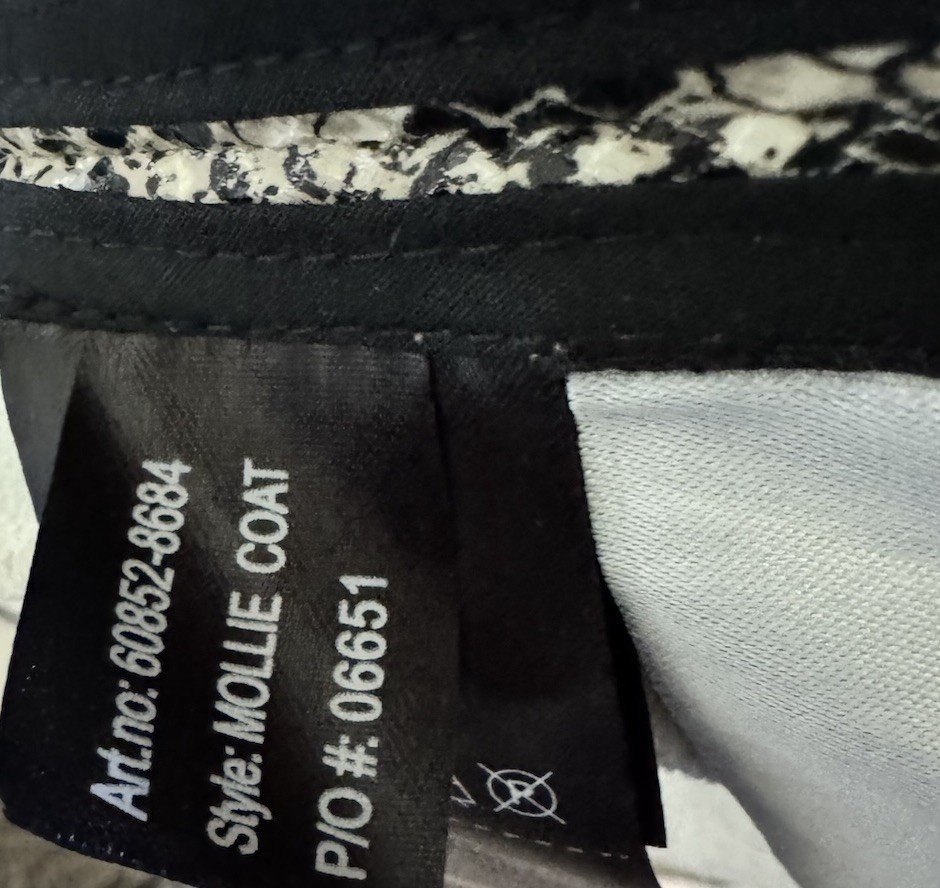 Art.no: 60852-8684
Style: MOLLIE COAT
P/O #: 06651
P